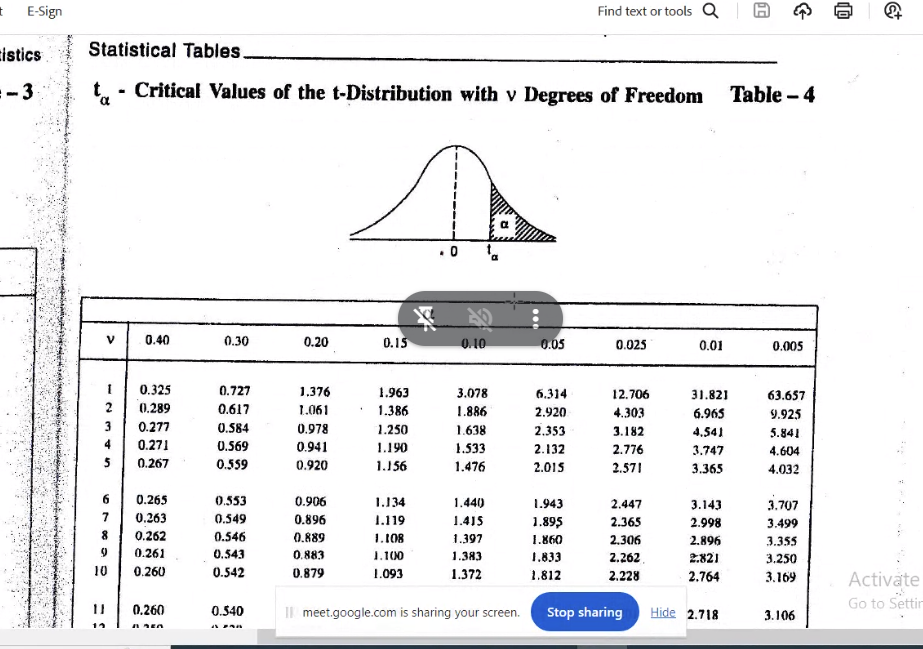 E-Sign
Find text or tools
istics
Statistical Tables
- 3
tα - Critical Values of the t-Distribution with ν Degrees of Freedom Table - 4
α
0 tα
ν 0.40 0.30 0.20 0.15 0.10 0.05 0.025 0.01 0.005
1 0.325 0.727 1.376 1.963 3.078 6.314 12.706 31.821 63.657
2 0.289 0.617 1.061 1.386 1.886 2.920 4.303 6.965 9.925
3 0.277 0.584 0.978 1.250 1.638 2.353 3.182 4.541 5.841
4 0.271 0.569 0.941 1.190 1.533 2.132 2.776 3.747 4.604
5 0.267 0.559 0.920 1.156 1.476 2.015 2.571 3.365 4.032
6 0.265 0.553 0.906 1.134 1.440 1.943 2.447 3.143 3.707
7 0.263 0.549 0.896 1.119 1.415 1.895 2.365 2.998 3.499
8 0.262 0.546 0.889 1.108 1.397 1.860 2.306 2.896 3.355
9 0.261 0.543 0.883 1.100 1.383 1.833 2.262 2.821 3.250
10 0.260 0.542 0.879 1.093 1.372 1.812 2.228 2.764 3.169
Activate
Go to Settin
11 0.260 0.540 2.718 3.106
meet.google.com is sharing your screen. Stop sharing Hide